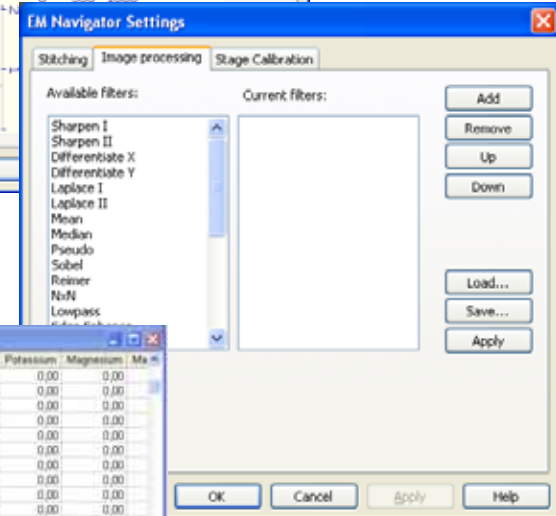 EM Navigator Settings
Stitching Image processing Stage Calibration
Available filters:
Current filters:
Sharpen I
Sharpen II
Differentiate X
Differentiate Y
Laplace I
Laplace II
Mean
Median
Pseudo
Sobel
Reimer
NxN
Lowpass
Add
Remove
Up
Down
Load...
Save...
Apply
Potassium Magnesium Ma
0,00 0,00
0,00 0,00
0,00 0,00
0,00 0,00
0,00 0,00
0,00 0,00
0,00 0,00
0,00 0,00
0,00 0,00
0,00 0,00
OK Cancel Apply Help